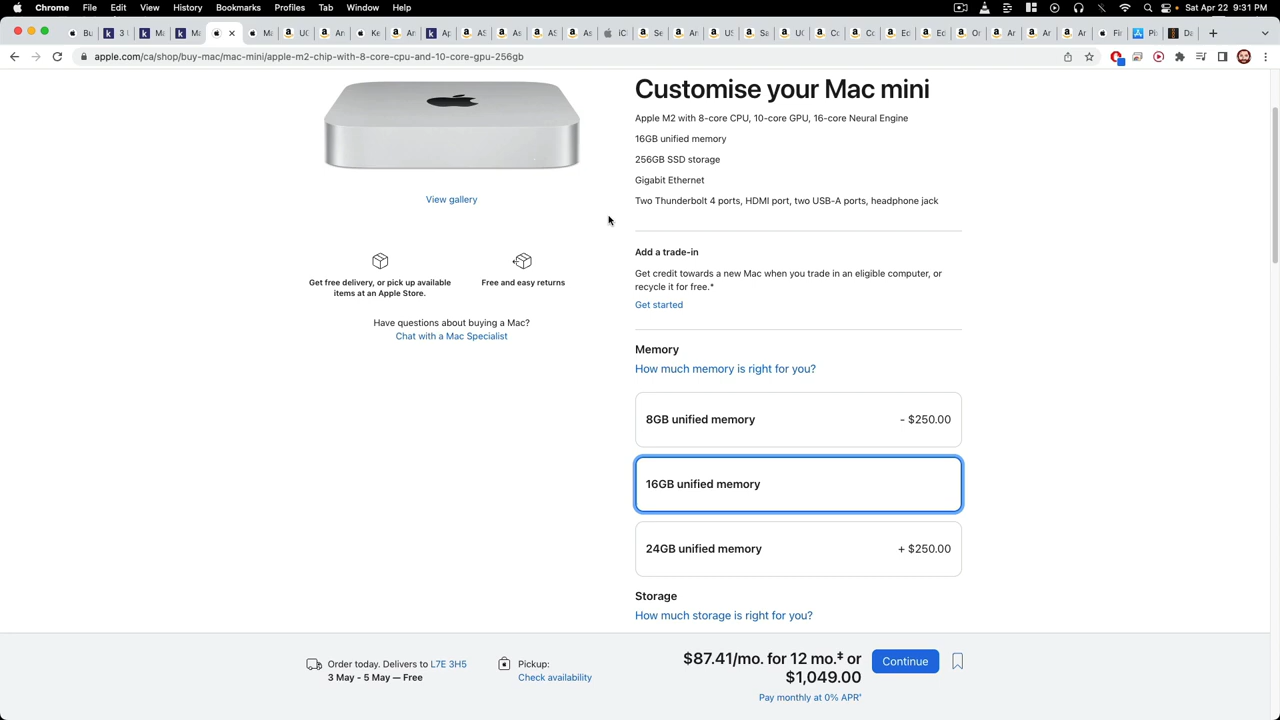 Chrome File Edit View History Bookmarks Profiles Tab Window Help Sat Apr 22 9:31 PM
apple.com/ca/shop/buy-mac/mac-mini/apple-m2-chip-with-8-core-cpu-and-10-core-gpu-256gb
Customise your Mac mini
Apple M2 with 8-core CPU, 10-core GPU, 16-core Neural Engine
16GB unified memory
256GB SSD storage
Gigabit Ethernet
Two Thunderbolt 4 ports, HDMI port, two USB-A ports, headphone jack
View gallery
Get free delivery, or pick up available
items at an Apple Store.
Free and easy returns
Have questions about buying a Mac?
Chat with a Mac Specialist
Add a trade-in
Get credit towards a new Mac when you trade in an eligible computer, or
recycle it for free.*
Get started
Memory
How much memory is right for you?
8GB unified memory - $250.00
16GB unified memory
24GB unified memory + $250.00
Storage
How much storage is right for you?
Order today. Delivers to L7E 3H5
3 May - 5 May — Free
Pickup:
Check availability
$87.41/mo. for 12 mo.‡ or
$1,049.00
Pay monthly at 0% APR*
Continue